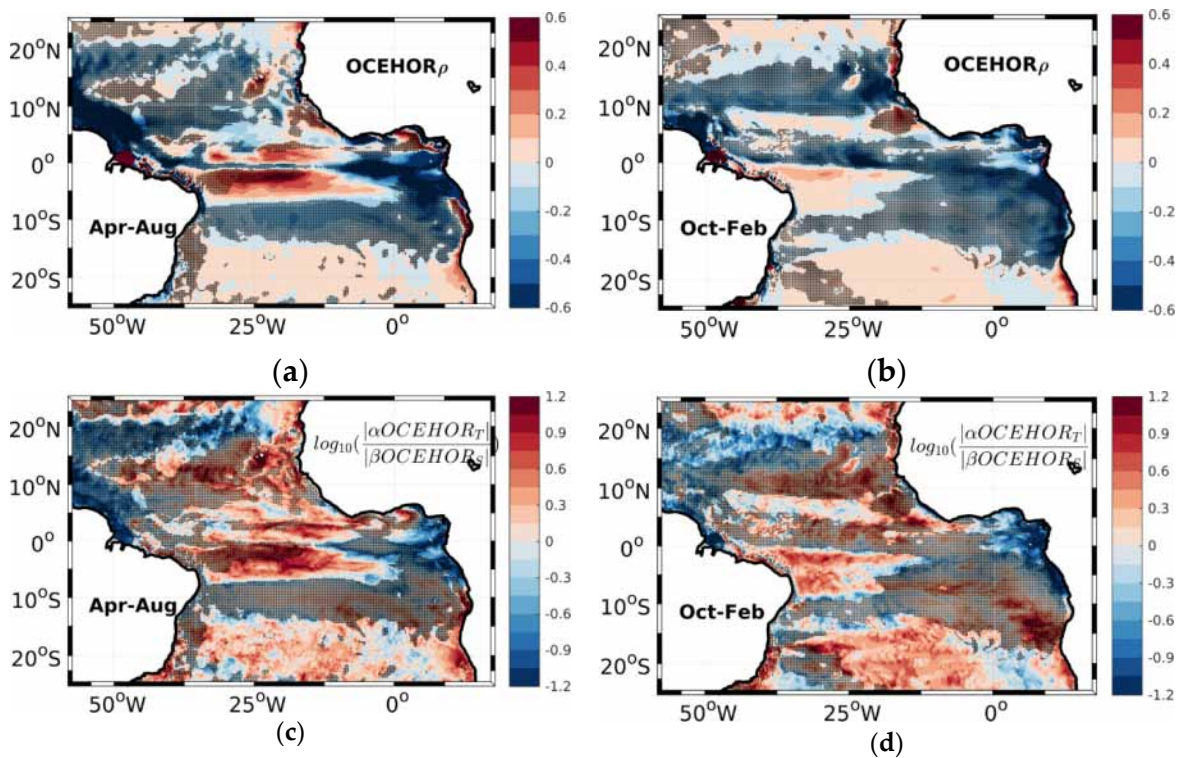 20°N
10°N
0°
10°S
20°S
50°W 25°W 0°
OCEHORρ
Apr-Aug
0.6
0.4
0.2
0
-0.2
-0.4
-0.6
(a)
20°N
10°N
0°
10°S
20°S
50°W 25°W 0°
OCEHORρ
Oct-Feb
0.6
0.4
0.2
0
-0.2
-0.4
-0.6
(b)
20°N
10°N
0°
10°S
20°S
50°W 25°W 0°
log₁₀(|αOCEHOR_T|/|βOCEHOR_S|)
Apr-Aug
1.2
0.9
0.6
0.3
0
-0.3
-0.6
-0.9
-1.2
(c)
20°N
10°N
0°
10°S
20°S
50°W 25°W 0°
log₁₀(|αOCEHOR_T|/|βOCEHOR_S|
Oct-Feb
1.2
0.9
0.6
0.3
0
-0.3
-0.6
-0.9
-1.2
(d)